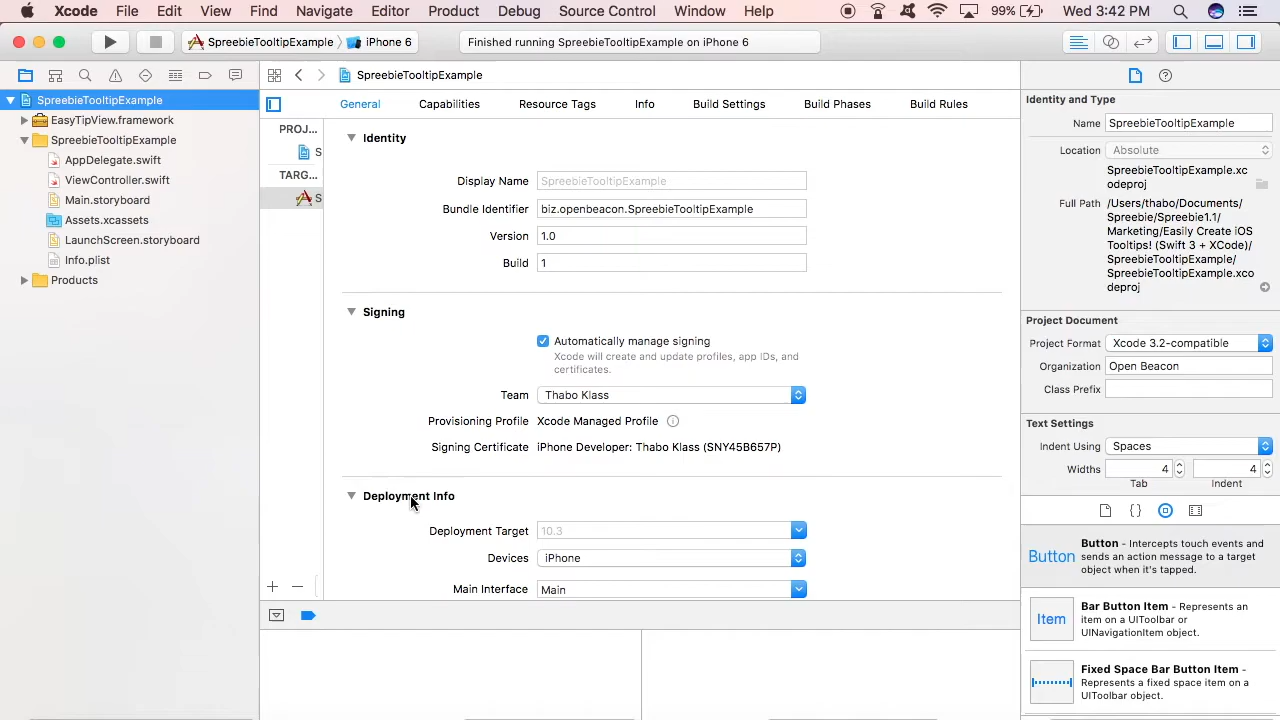 Xcode File Edit View Find Navigate Editor Product Debug Source Control Window Help 99% Wed 3:42 PM
SpreebieTooltipExample iPhone 6
Finished running SpreebieTooltipExample on iPhone 6
SpreebieTooltipExample
EasyTipView.framework
SpreebieTooltipExample
AppDelegate.swift
ViewController.swift
Main.storyboard
Assets.xcassets
LaunchScreen.storyboard
Info.plist
Products
SpreebieTooltipExample
General Capabilities Resource Tags Info Build Settings Build Phases Build Rules
PROJ...
S
TARG...
S
Identity
Display Name SpreebieTooltipExample
Bundle Identifier biz.openbeacon.SpreebieTooltipExample
Version 1.0
Build 1
Signing
Automatically manage signing
Xcode will create and update profiles, app IDs, and
certificates.
Team Thabo Klass
Provisioning Profile Xcode Managed Profile
Signing Certificate iPhone Developer: Thabo Klass (SNY45B657P)
Deployment Info
Deployment Target 10.3
Devices iPhone
Main Interface Main
Identity and Type
Name SpreebieTooltipExample
Location Absolute
SpreebieTooltipExample.xc
odeproj
Full Path /Users/thabo/Documents/
Spreebie/Spreebie1.1/
Marketing/Easily Create iOS
Tooltips! (Swift 3 + XCode)/
SpreebieTooltipExample/
SpreebieTooltipExample.xco
deproj
Project Document
Project Format Xcode 3.2-compatible
Organization Open Beacon
Class Prefix
Text Settings
Indent Using Spaces
Widths 4 4
Tab Indent
{}
Button
Button - Intercepts touch events and
sends an action message to a target
object when it's tapped.
Item
Bar Button Item - Represents an
item on a UIToolbar or
UINavigationItem object.
Fixed Space Bar Button Item -
Represents a fixed space item on a
UIToolbar object.